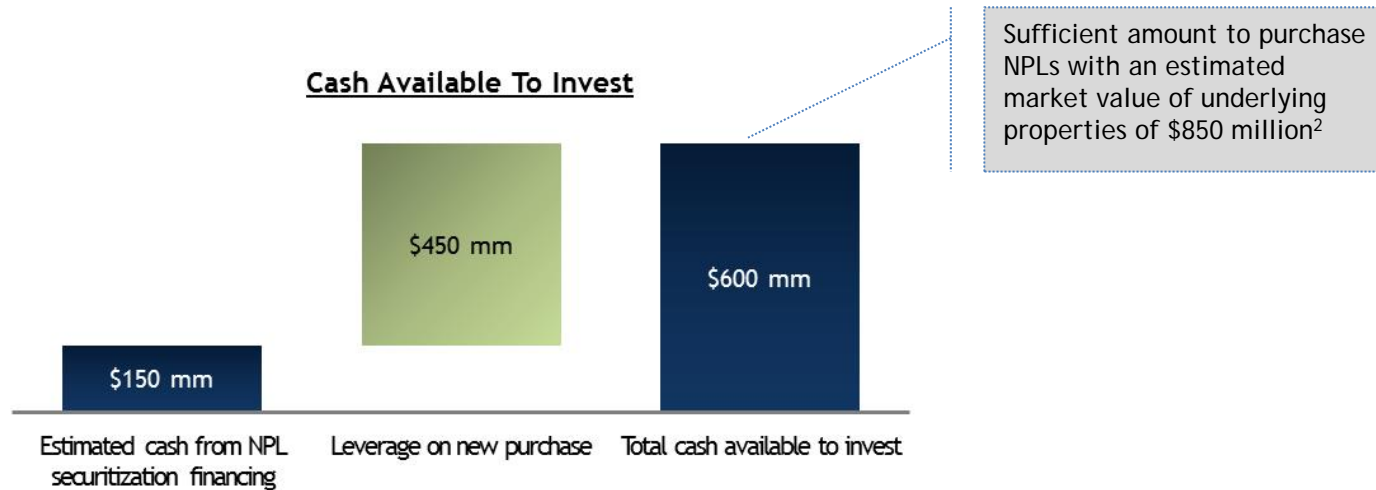 Sufficient amount to purchase
NPLs with an estimated
market value of underlying
properties of $850 million²
Cash Available To Invest
$450 mm
$600 mm
$150 mm
Estimated cash from NPL
securitization financing
Leverage on new purchase
Total cash available to invest